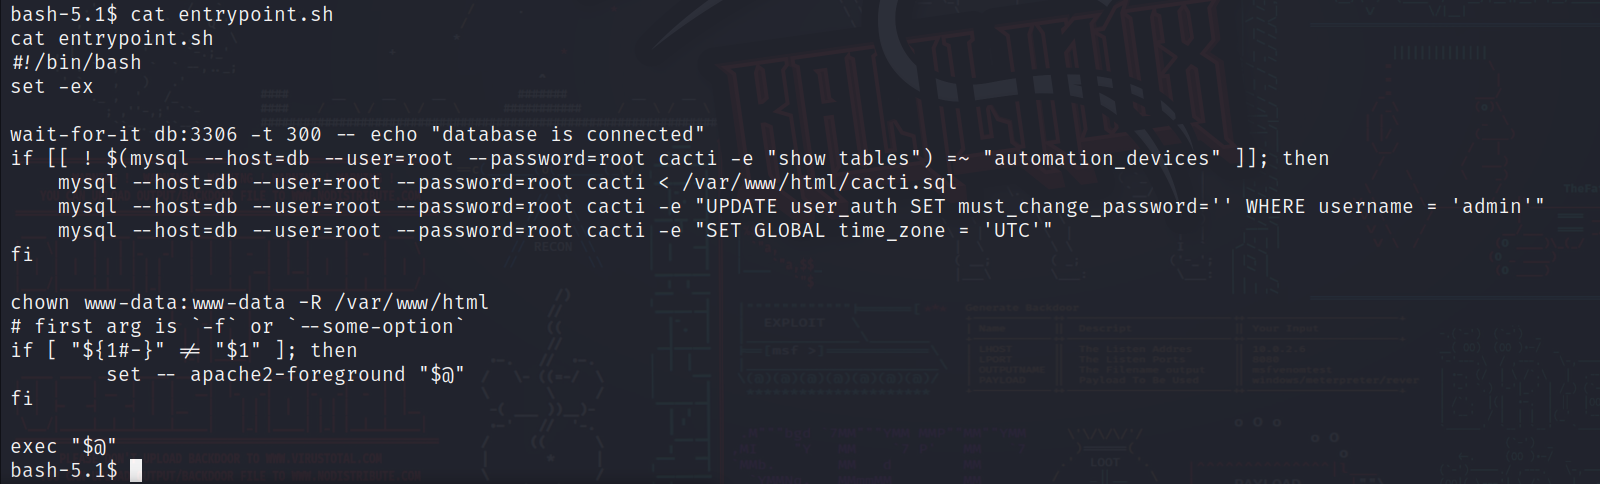 bash-5.1$ cat entrypoint.sh
cat entrypoint.sh
#!/bin/bash
set -ex

wait-for-it db:3306 -t 300 -- echo "database is connected"
if [[ ! $(mysql --host=db --user=root --password=root cacti -e "show tables") =~ "automation_devices" ]]; then
    mysql --host=db --user=root --password=root cacti < /var/www/html/cacti.sql
    mysql --host=db --user=root --password=root cacti -e "UPDATE user_auth SET must_change_password='' WHERE username = 'admin'"
    mysql --host=db --user=root --password=root cacti -e "SET GLOBAL time_zone = 'UTC'"
fi

chown www-data:www-data -R /var/www/html
# first arg is `-f` or `--some-option`
if [ "${1#-}" != "$1" ]; then
        set -- apache2-foreground "$@"
fi

exec "$@"
bash-5.1$
RECON
EXPLOIT
LOOT